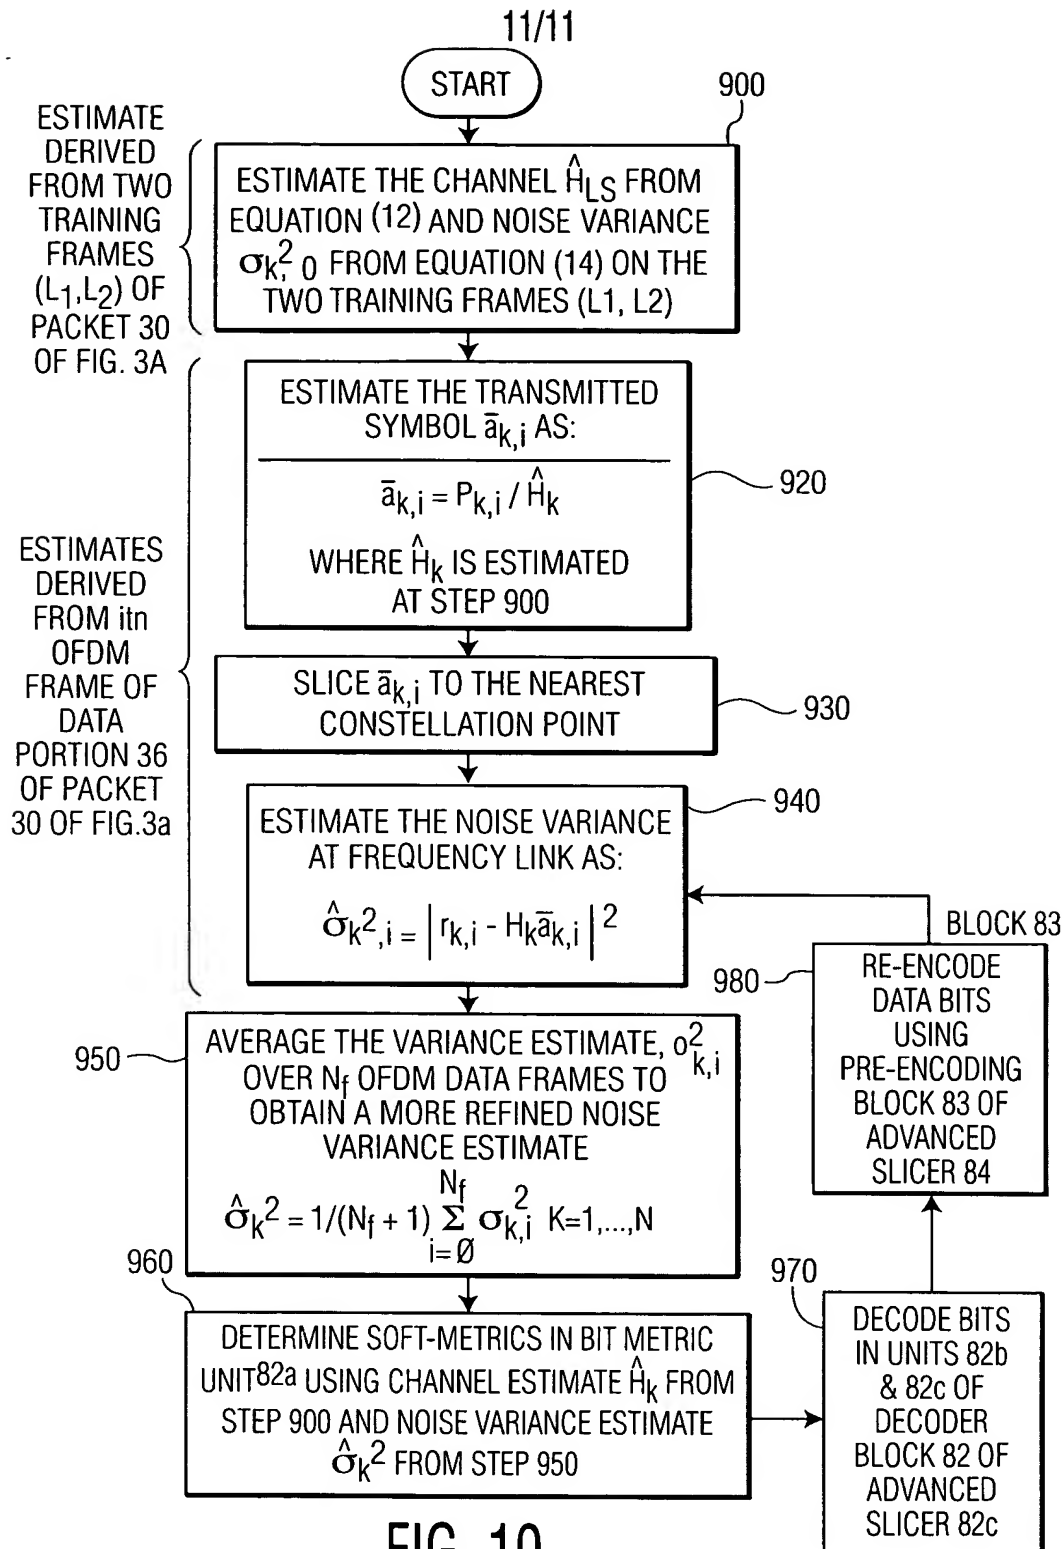 11/11
START
900
ESTIMATE
DERIVED
FROM TWO
TRAINING
FRAMES
(L1,L2) OF
PACKET 30
OF FIG. 3A
ESTIMATE THE CHANNEL ĤLS FROM
EQUATION (12) AND NOISE VARIANCE
σk,²0 FROM EQUATION (14) ON THE
TWO TRAINING FRAMES (L1, L2)
ESTIMATE THE TRANSMITTED
SYMBOL āk,i AS:
āk,i = Pk,i / Ĥk
WHERE Ĥk IS ESTIMATED
AT STEP 900
920
ESTIMATES
DERIVED
FROM itn
OFDM
FRAME OF
DATA
PORTION 36
OF PACKET
30 OF FIG.3a
SLICE āk,i TO THE NEAREST
CONSTELLATION POINT
930
940
ESTIMATE THE NOISE VARIANCE
AT FREQUENCY LINK AS:
σ̂k²,i = | rk,i - Hkāk,i | ²
950
AVERAGE THE VARIANCE ESTIMATE, o²k,i
OVER Nf OFDM DATA FRAMES TO
OBTAIN A MORE REFINED NOISE
VARIANCE ESTIMATE
Nf
σ̂k² = 1/(Nf + 1) Σ σk,i² K=1,...,N
i=Ø
960
DETERMINE SOFT-METRICS IN BIT METRIC
UNIT82a USING CHANNEL ESTIMATE Ĥk FROM
STEP 900 AND NOISE VARIANCE ESTIMATE
σ̂k² FROM STEP 950
BLOCK 83
980
RE-ENCODE
DATA BITS
USING
PRE-ENCODING
BLOCK 83 OF
ADVANCED
SLICER 84
970
DECODE BITS
IN UNITS 82b
& 82c OF
DECODER
BLOCK 82 OF
ADVANCED
SLICER 82c
FIG. 10